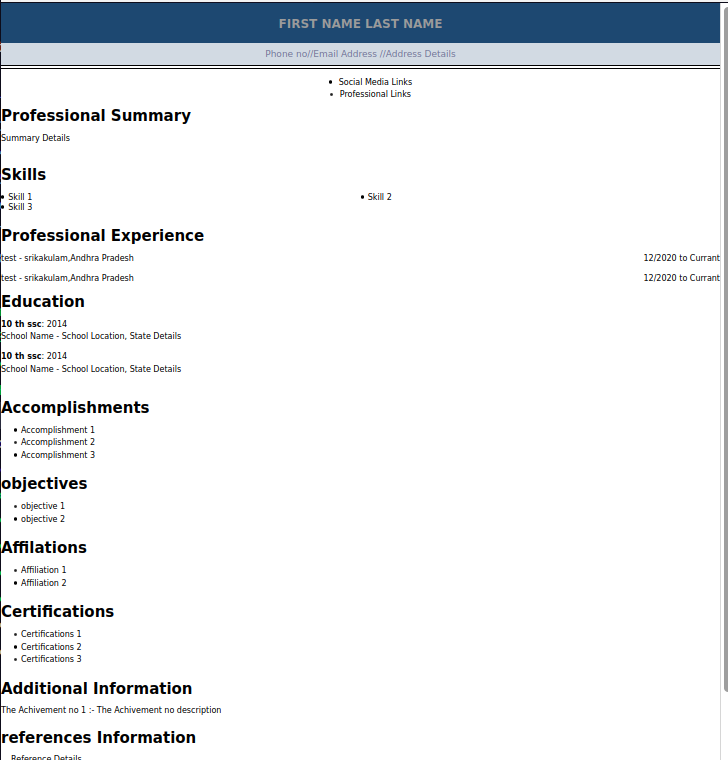 FIRST NAME LAST NAME
Phone no//Email Address //Address Details
Social Media Links
Professional Links
Professional Summary
Summary Details
Skills
Skill 1 Skill 2
Skill 3
Professional Experience
test - srikakulam,Andhra Pradesh 12/2020 to Currant
test - srikakulam,Andhra Pradesh 12/2020 to Currant
Education
10 th ssc: 2014
School Name - School Location, State Details
10 th ssc: 2014
School Name - School Location, State Details
Accomplishments
Accomplishment 1
Accomplishment 2
Accomplishment 3
objectives
objective 1
objective 2
Affilations
Affiliation 1
Affiliation 2
Certifications
Certifications 1
Certifications 2
Certifications 3
Additional Information
The Achivement no 1 :- The Achivement no description
references Information
Reference Details